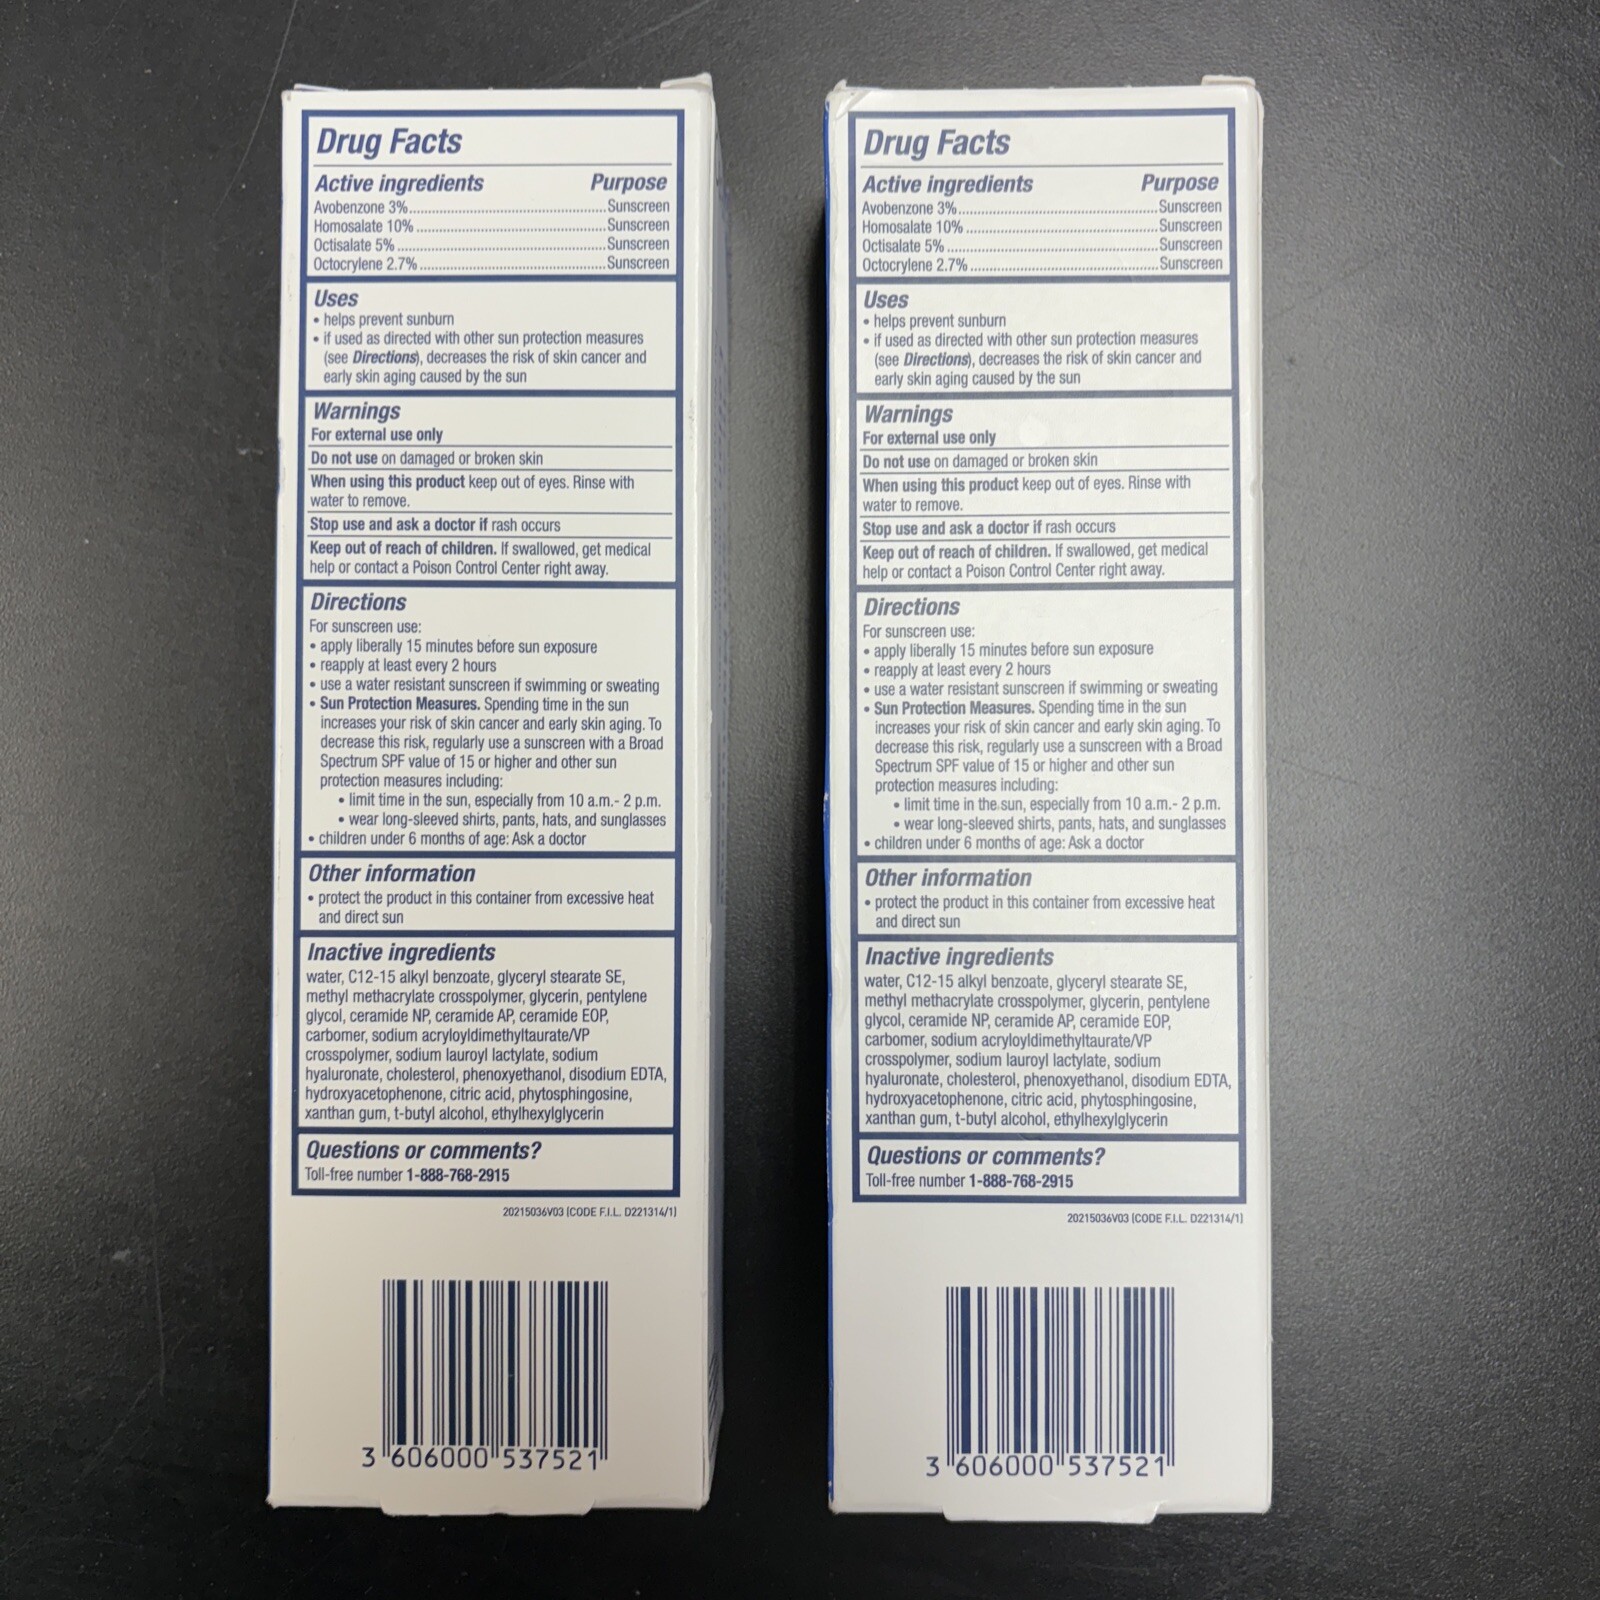 Drug Facts
Active ingredients Purpose
Avobenzone 3%..........Sunscreen
Homosalate 10%..........Sunscreen
Octisalate 5%..........Sunscreen
Octocrylene 2.7%..........Sunscreen
Uses
• helps prevent sunburn
• if used as directed with other sun protection measures
(see Directions), decreases the risk of skin cancer and
early skin aging caused by the sun
Warnings
For external use only
Do not use on damaged or broken skin
When using this product keep out of eyes. Rinse with
water to remove.
Stop use and ask a doctor if rash occurs
Keep out of reach of children. If swallowed, get medical
help or contact a Poison Control Center right away.
Directions
For sunscreen use:
• apply liberally 15 minutes before sun exposure
• reapply at least every 2 hours
• use a water resistant sunscreen if swimming or sweating
• Sun Protection Measures. Spending time in the sun
increases your risk of skin cancer and early skin aging. To
decrease this risk, regularly use a sunscreen with a Broad
Spectrum SPF value of 15 or higher and other sun
protection measures including:
• limit time in the sun, especially from 10 a.m.- 2 p.m.
• wear long-sleeved shirts, pants, hats, and sunglasses
• children under 6 months of age: Ask a doctor
Other information
• protect the product in this container from excessive heat
and direct sun
Inactive ingredients
water, C12-15 alkyl benzoate, glyceryl stearate SE,
methyl methacrylate crosspolymer, glycerin, pentylene
glycol, ceramide NP, ceramide AP, ceramide EOP,
carbomer, sodium acryloyldimethyltaurate/VP
crosspolymer, sodium lauroyl lactylate, sodium
hyaluronate, cholesterol, phenoxyethanol, disodium EDTA,
hydroxyacetophenone, citric acid, phytosphingosine,
xanthan gum, t-butyl alcohol, ethylhexylglycerin
Questions or comments?
Toll-free number 1-888-768-2915
20215036V03 (CODE F.I.L. D221314/1)
3 606000 537521
Drug Facts
Active ingredients Purpose
Avobenzone 3%..........Sunscreen
Homosalate 10%..........Sunscreen
Octisalate 5%..........Sunscreen
Octocrylene 2.7%..........Sunscreen
Uses
• helps prevent sunburn
• if used as directed with other sun protection measures
(see Directions), decreases the risk of skin cancer and
early skin aging caused by the sun
Warnings
For external use only
Do not use on damaged or broken skin
When using this product keep out of eyes. Rinse with
water to remove.
Stop use and ask a doctor if rash occurs
Keep out of reach of children. If swallowed, get medical
help or contact a Poison Control Center right away.
Directions
For sunscreen use:
• apply liberally 15 minutes before sun exposure
• reapply at least every 2 hours
• use a water resistant sunscreen if swimming or sweating
• Sun Protection Measures. Spending time in the sun
increases your risk of skin cancer and early skin aging. To
decrease this risk, regularly use a sunscreen with a Broad
Spectrum SPF value of 15 or higher and other sun
protection measures including:
• limit time in the sun, especially from 10 a.m.- 2 p.m.
• wear long-sleeved shirts, pants, hats, and sunglasses
• children under 6 months of age: Ask a doctor
Other information
• protect the product in this container from excessive heat
and direct sun
Inactive ingredients
water, C12-15 alkyl benzoate, glyceryl stearate SE,
methyl methacrylate crosspolymer, glycerin, pentylene
glycol, ceramide NP, ceramide AP, ceramide EOP,
carbomer, sodium acryloyldimethyltaurate/VP
crosspolymer, sodium lauroyl lactylate, sodium
hyaluronate, cholesterol, phenoxyethanol, disodium EDTA,
hydroxyacetophenone, citric acid, phytosphingosine,
xanthan gum, t-butyl alcohol, ethylhexylglycerin
Questions or comments?
Toll-free number 1-888-768-2915
20215036V03 (CODE F.I.L. D221314/1)
3 606000 537521